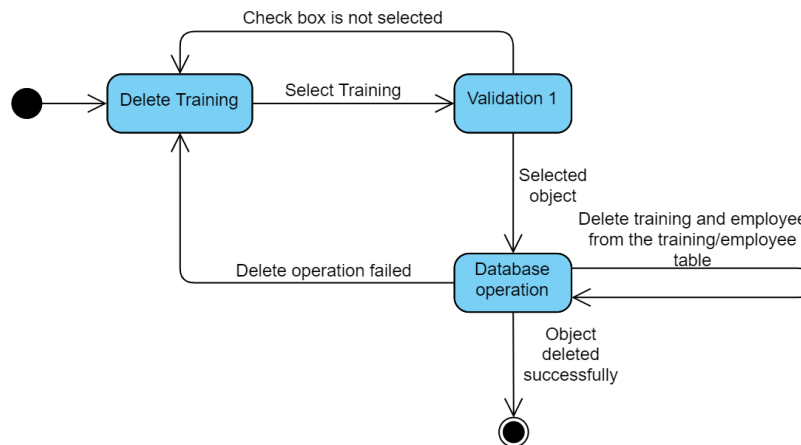 Check box is not selected
Delete Training
Select Training
Validation 1
Selected
object
Delete training and employee
from the training/employee
table
Delete operation failed
Database
operation
Object
deleted
successfully